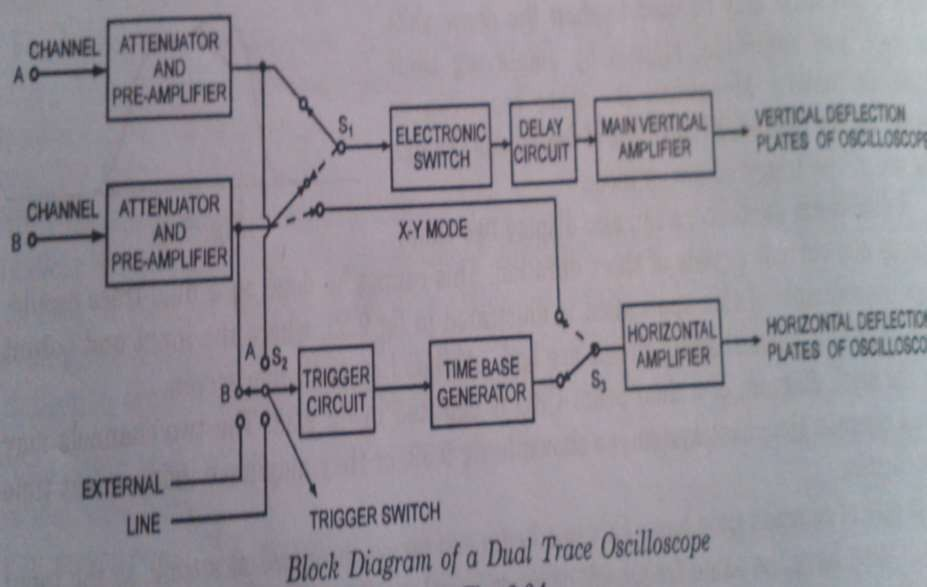 CHANNEL
A
ATTENUATOR
AND
PRE-AMPLIFIER
S1
ELECTRONIC
SWITCH
DELAY
CIRCUIT
MAIN VERTICAL
AMPLIFIER
VERTICAL DEFLECTION
PLATES OF OSCILLOSCOPE
CHANNEL
B
ATTENUATOR
AND
PRE-AMPLIFIER
X-Y MODE
A
S2
B
TRIGGER
CIRCUIT
TIME BASE
GENERATOR
S3
HORIZONTAL
AMPLIFIER
HORIZONTAL DEFLECTION
PLATES OF OSCILLOSCO
EXTERNAL
LINE
TRIGGER SWITCH
Block Diagram of a Dual Trace Oscilloscope